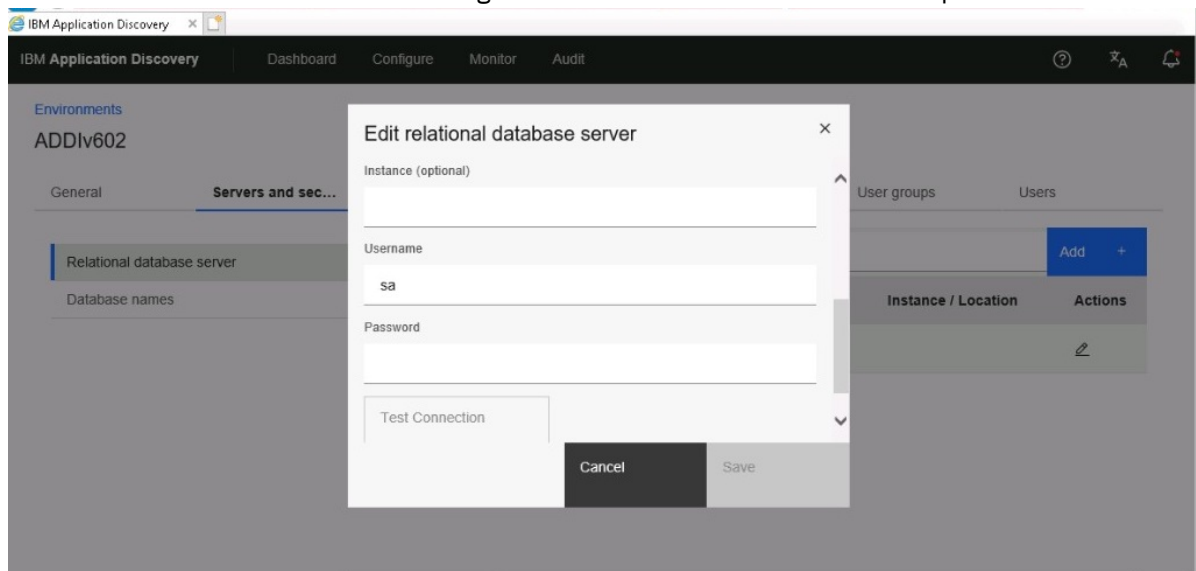 IBM Application Discovery
IBM Application Discovery Dashboard Configure Monitor Audit
Environments
ADDIv602
General Servers and sec... User groups Users
Relational database server
Database names
Add +
Instance / Location Actions
Edit relational database server
Instance (optional)
Username
sa
Password
Test Connection
Cancel Save